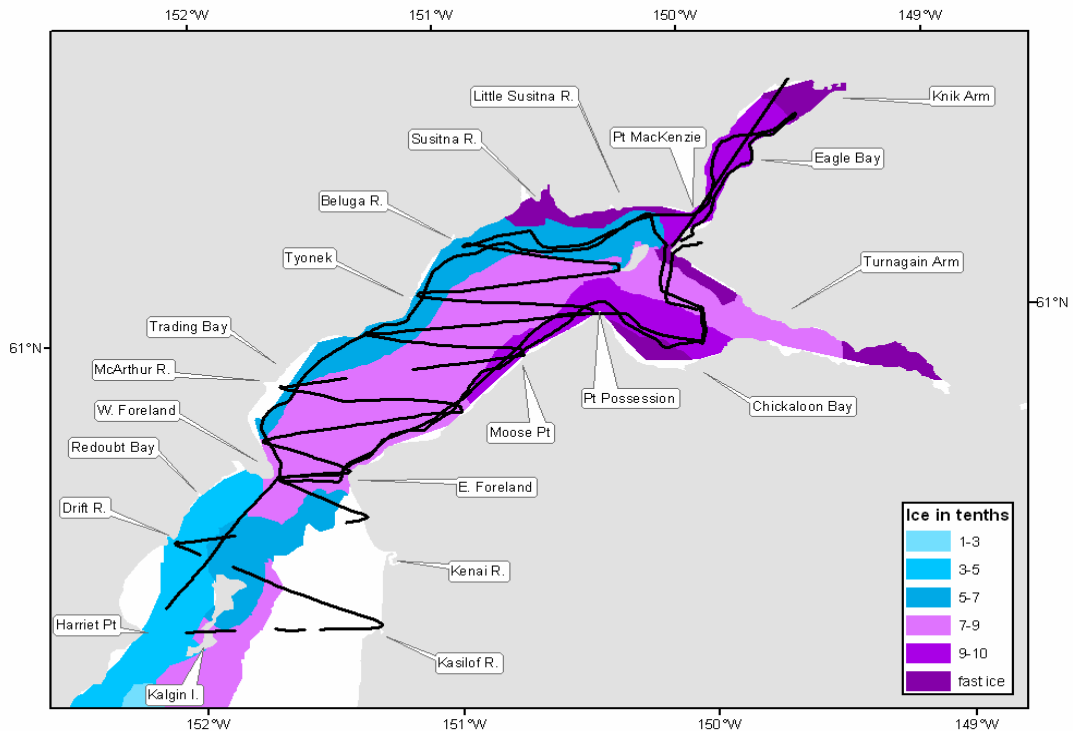 152°W
151°W
150°W
149°W
Little Susitna R.
Knik Arm
Pt MacKenzie
Susitna R.
Eagle Bay
Beluga R.
Tyonek
Turnagain Arm
61°N
Trading Bay
61°N
McArthur R.
Pt Possession
W. Foreland
Chickaloon Bay
Moose Pt
Redoubt Bay
E. Foreland
Drift R.
Ice in tenths
1-3
3-5
Kenai R.
5-7
Harriet Pt
7-9
9-10
Kasilof R.
fast ice
Kalgin I.
152°W
151°W
150°W
149°W